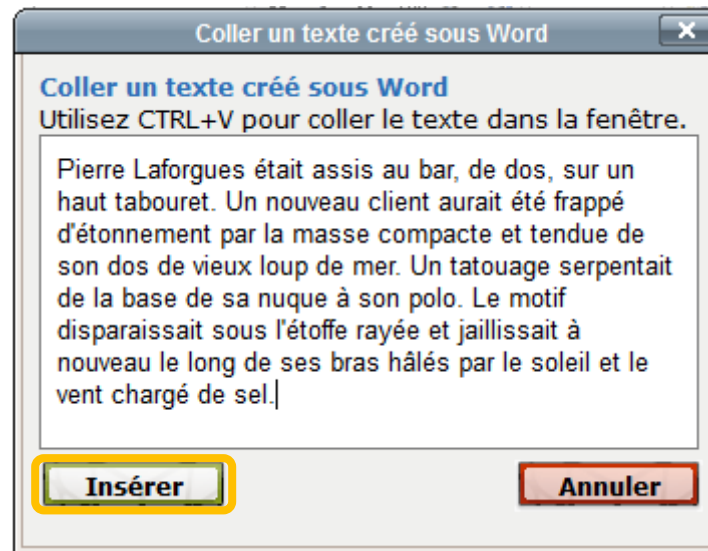 Coller un texte créé sous Word
Coller un texte créé sous Word
Utilisez CTRL+V pour coller le texte dans la fenêtre.
Pierre Laforgues était assis au bar, de dos, sur un
haut tabouret. Un nouveau client aurait été frappé
d'étonnement par la masse compacte et tendue de
son dos de vieux loup de mer. Un tatouage serpentait
de la base de sa nuque à son polo. Le motif
disparaissait sous l'étoffe rayée et jaillissait à
nouveau le long de ses bras hâlés par le soleil et le
vent chargé de sel.
Insérer
Annuler